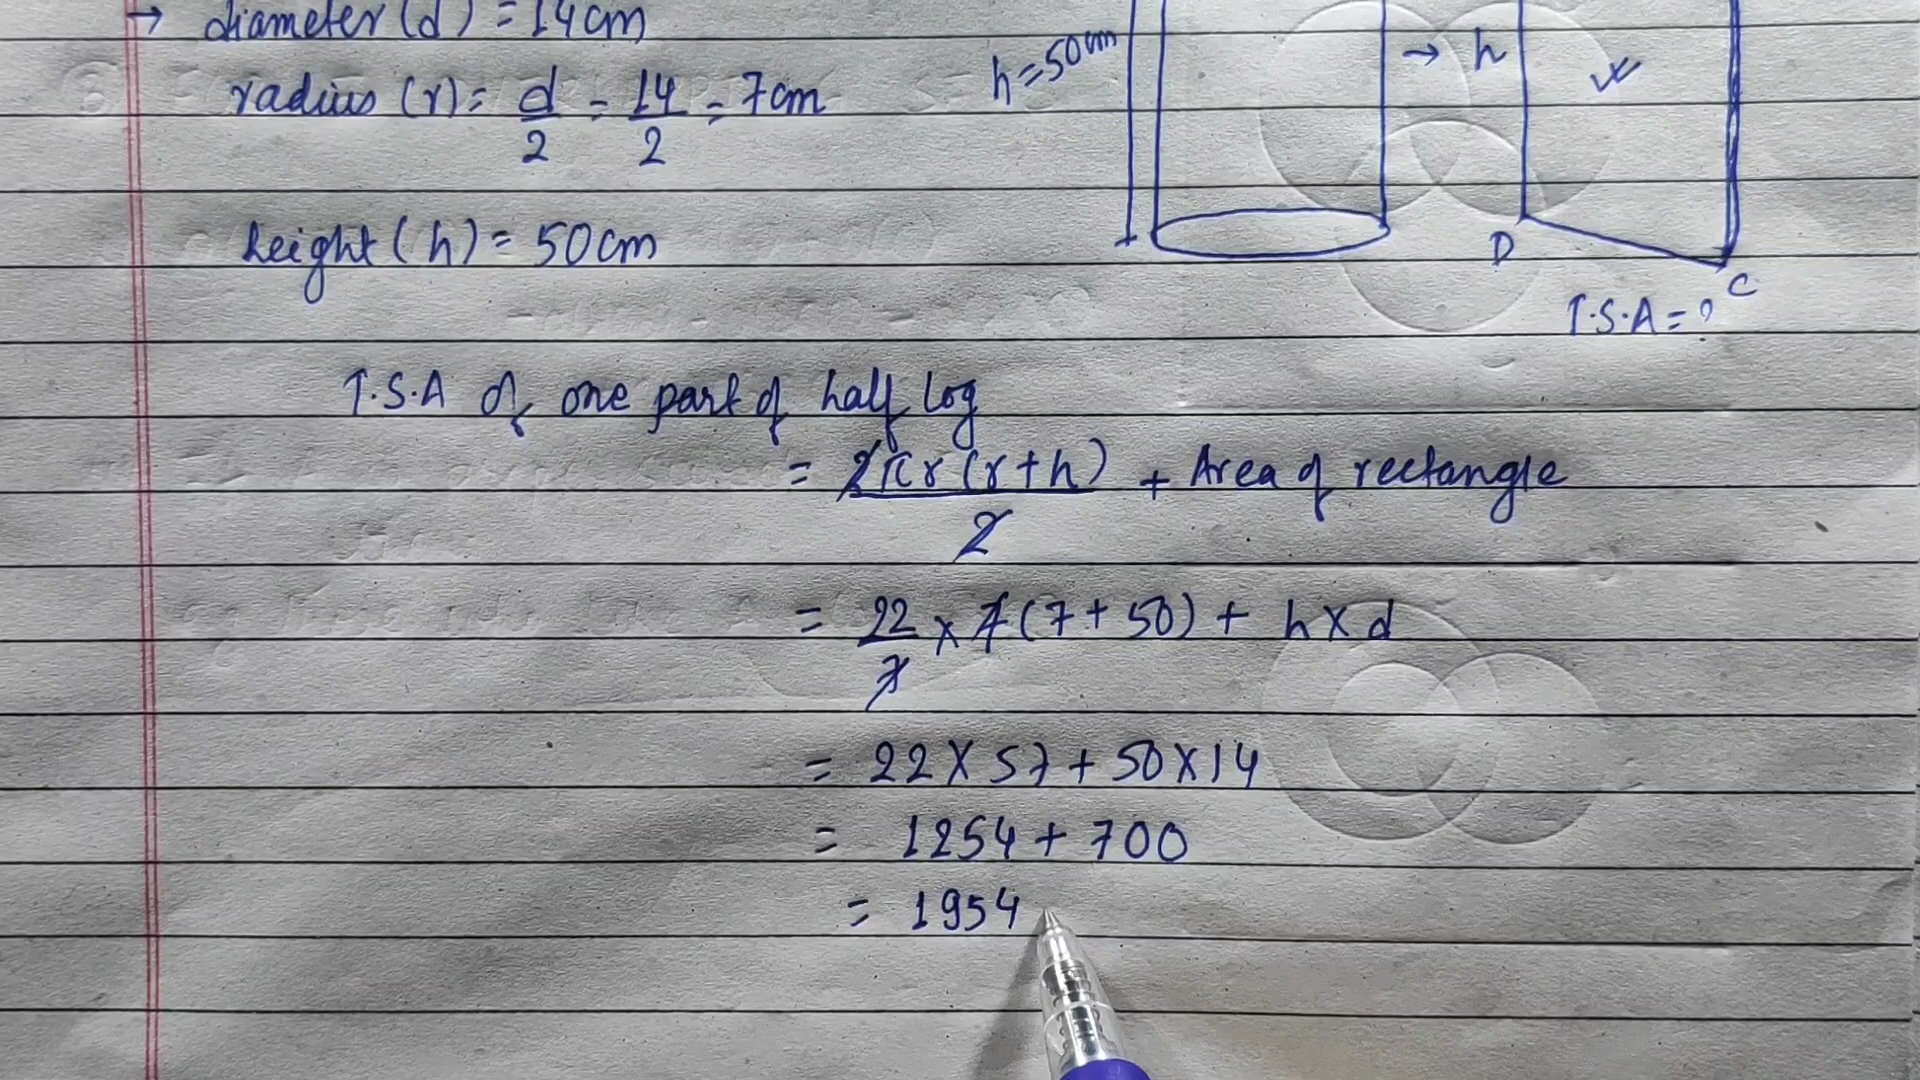 → diameter (d) = 14cm
radius (r) = d/2 = 14/2 = 7cm
height (h) = 50cm
h = 50cm
→ h
D
C
T.S.A = ?
T.S.A of one part of half log
= 2πr(r+h)/2 + Area of rectangle
= 22/7 × 7(7+50) + h×d
= 22×57+50×14
= 1254+700
= 1954